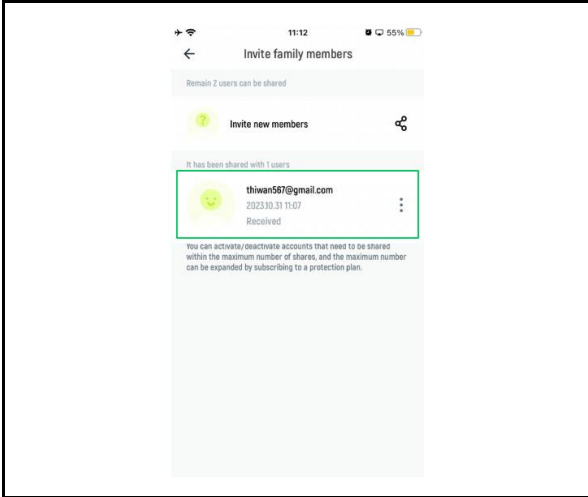 11:12
55%
Invite family members
Remain 2 users can be shared
?
Invite new members
It has been shared with 1 users
thiwan567@gmail.com
2023.10.31 11:07
Received
You can activate/deactivate accounts that need to be shared
within the maximum number of shares, and the maximum number
can be expanded by subscribing to a protection plan.